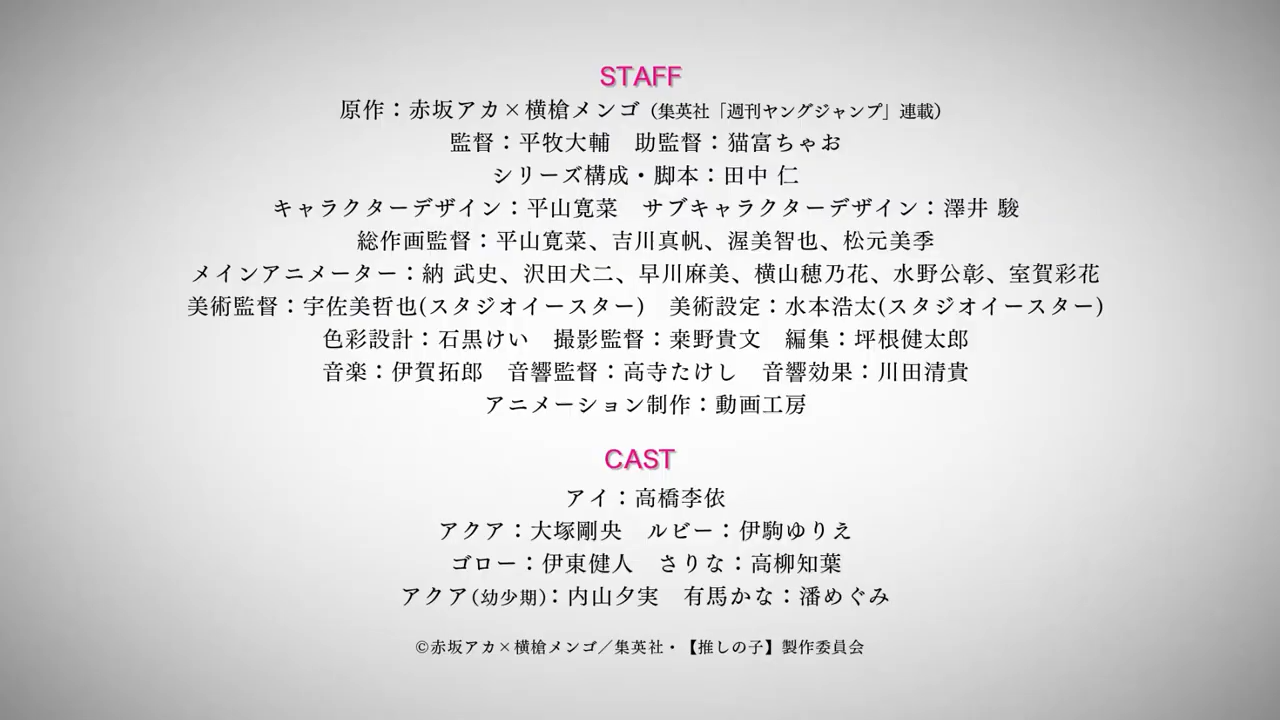 STAFF
原作：赤坂アカ×横槍メンゴ（集英社「週刊ヤングジャンプ」連載）
監督：平牧大輔　助監督：猫富ちゃお
シリーズ構成・脚本：田中 仁
キャラクターデザイン：平山寛菜　サブキャラクターデザイン：澤井 駿
総作画監督：平山寛菜、吉川真帆、渥美智也、松元美季
メインアニメーター：納 武史、沢田犬二、早川麻美、横山穂乃花、水野公彰、室賀彩花
美術監督：宇佐美哲也(スタジオイースター)　美術設定：水本浩太(スタジオイースター)
色彩設計：石黒けい　撮影監督：桒野貴文　編集：坪根健太郎
音楽：伊賀拓郎　音響監督：高寺たけし　音響効果：川田清貴
アニメーション制作：動画工房
CAST
アイ：高橋李依
アクア：大塚剛央　ルビー：伊駒ゆりえ
ゴロー：伊東健人　さりな：高柳知葉
アクア(幼少期)：内山夕実　有馬かな：潘めぐみ
©赤坂アカ×横槍メンゴ／集英社・【推しの子】製作委員会